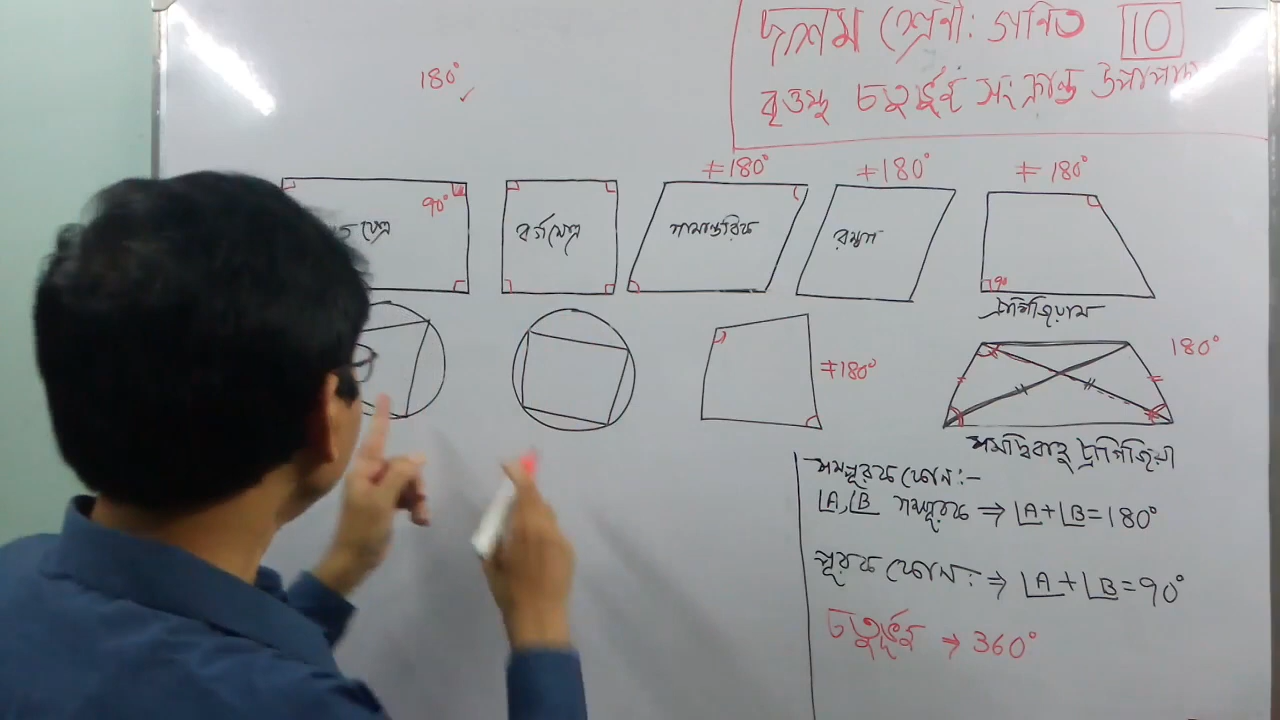 দশম শ্রেণী: গণিত 10
বৃত্তস্থ চতুর্ভুজ সংক্রান্ত উপপাদ্য
180° ✓
≠180° ≠180° ≠180°
90°
ক্ষেত্র বর্গক্ষেত্র সামান্তরিক রম্বস
90°
ট্রাপিজিয়াম
180°
≠180°
সমদ্বিবাহু ট্রাপিজিয়াম
সম্পূরক কোণ:-
∠A, ∠B সম্পূরক ⇒ ∠A+∠B=180°
পূরক কোণ: ⇒ ∠A+∠B=90°
চতুর্ভুজ → 360°